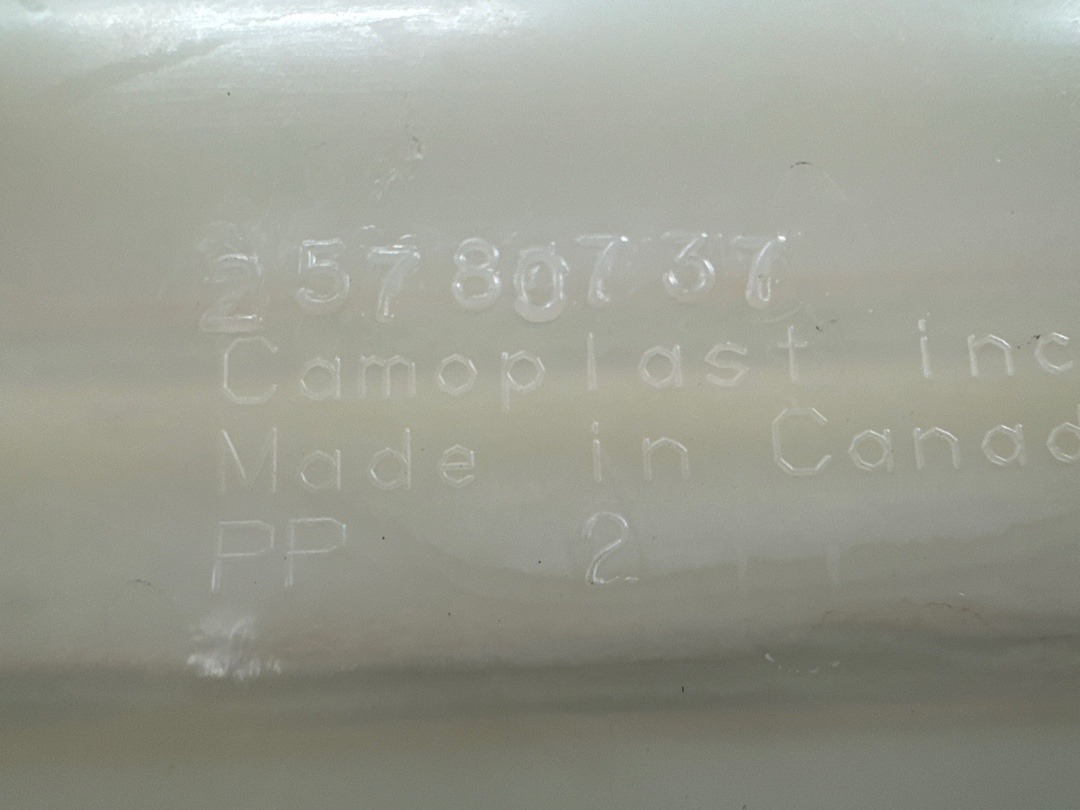 25780737
Camoplast inc
Made in Canad
PP 2